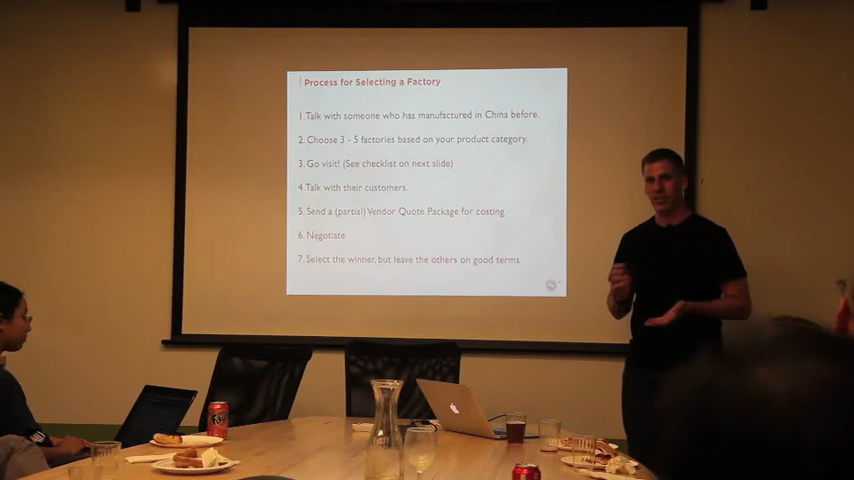 Process for Selecting a Factory
1. Talk with someone who has manufactured in China before.
2. Choose 3 - 5 factories based on your product category.
3. Go visit! (See checklist on next slide)
4. Talk with their customers.
5. Send a (partial) Vendor Quote Package for costing.
6. Negotiate.
7. Select the winner, but leave the others on good terms.